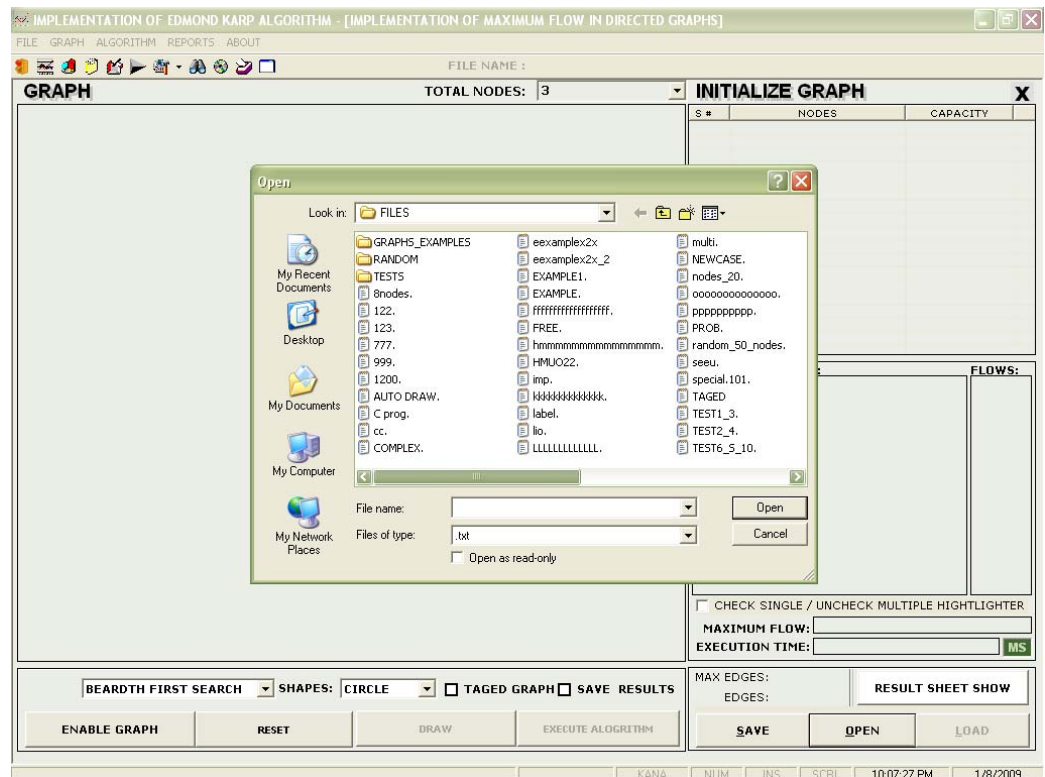 IMPLEMENTATION OF EDMOND KARP ALGORITHM - [IMPLEMENTATION OF MAXIMUM FLOW IN DIRECTED GRAPHS]
FILE GRAPH ALGORITHM REPORTS ABOUT
FILE NAME :
GRAPH TOTAL NODES: 3 INITIALIZE GRAPH X
S # NODES CAPACITY
Open
Look in: FILES
GRAPHS_EXAMPLES eexamplex2x multi.
RANDOM eexamplex2x_2 NEWCASE.
TESTS EXAMPLE1. nodes_20.
8nodes. EXAMPLE. oooooooooooooo.
122. ffffffffffffffffffff. pppppppppp.
123. FREE. PROB.
777. hmmmmmmmmmmmmmmmmm. random_50_nodes.
999. HMUO22. seeu.
1200. imp. special.101.
AUTO DRAW. kkkkkkkkkkkkk. TAGED
C prog. label. TEST1_3.
cc. lio. TEST2_4.
COMPLEX. LLLLLLLLLLLLL. TEST6_5_10.
My Recent
Documents
Desktop
My Documents
My Computer
My Network
Places
File name: Open
Files of type: .txt Cancel
Open as read-only
: FLOWS:
CHECK SINGLE / UNCHECK MULTIPLE HIGHTLIGHTER
MAXIMUM FLOW:
EXECUTION TIME: MS
BEARDTH FIRST SEARCH SHAPES: CIRCLE TAGED GRAPH SAVE RESULTS
MAX EDGES:
EDGES:
RESULT SHEET SHOW
ENABLE GRAPH RESET DRAW EXECUTE ALOGRITHM SAVE OPEN LOAD
KANA NUM INS SCRL 10:07:27 PM 1/8/2009